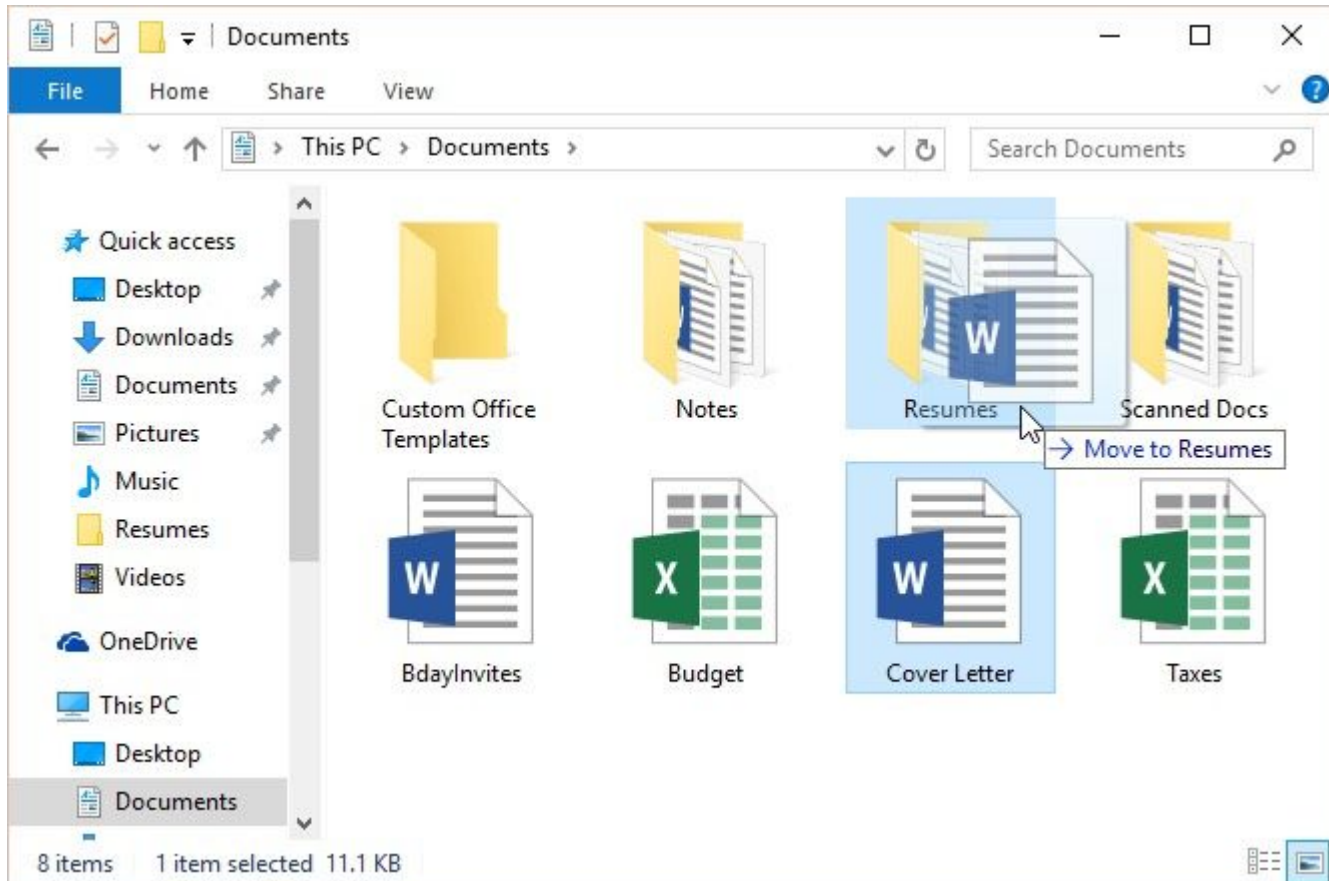 Documents
File Home Share View
This PC Documents
Search Documents
Quick access
Desktop
Downloads
Documents
Pictures
Music
Resumes
Videos
OneDrive
This PC
Desktop
Documents
Custom Office
Templates
Notes
Resumes
Scanned Docs
Move to Resumes
W
W
BdayInvites
X
Budget
W
Cover Letter
X
Taxes
8 items 1 item selected 11.1 KB